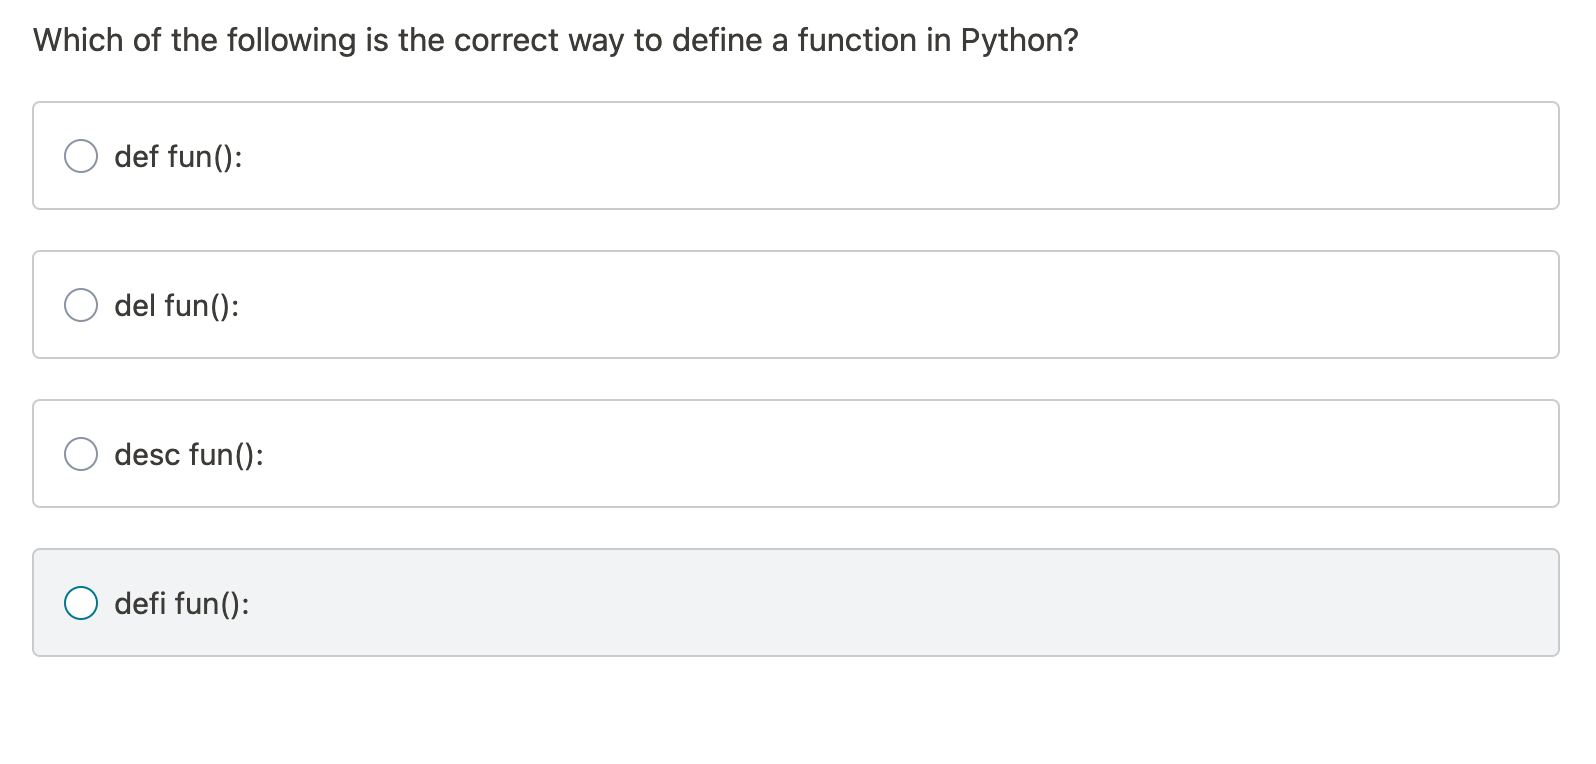 Which of the following is the correct way to define a function in Python?
def fun():
del fun():
desc fun():
defi fun():